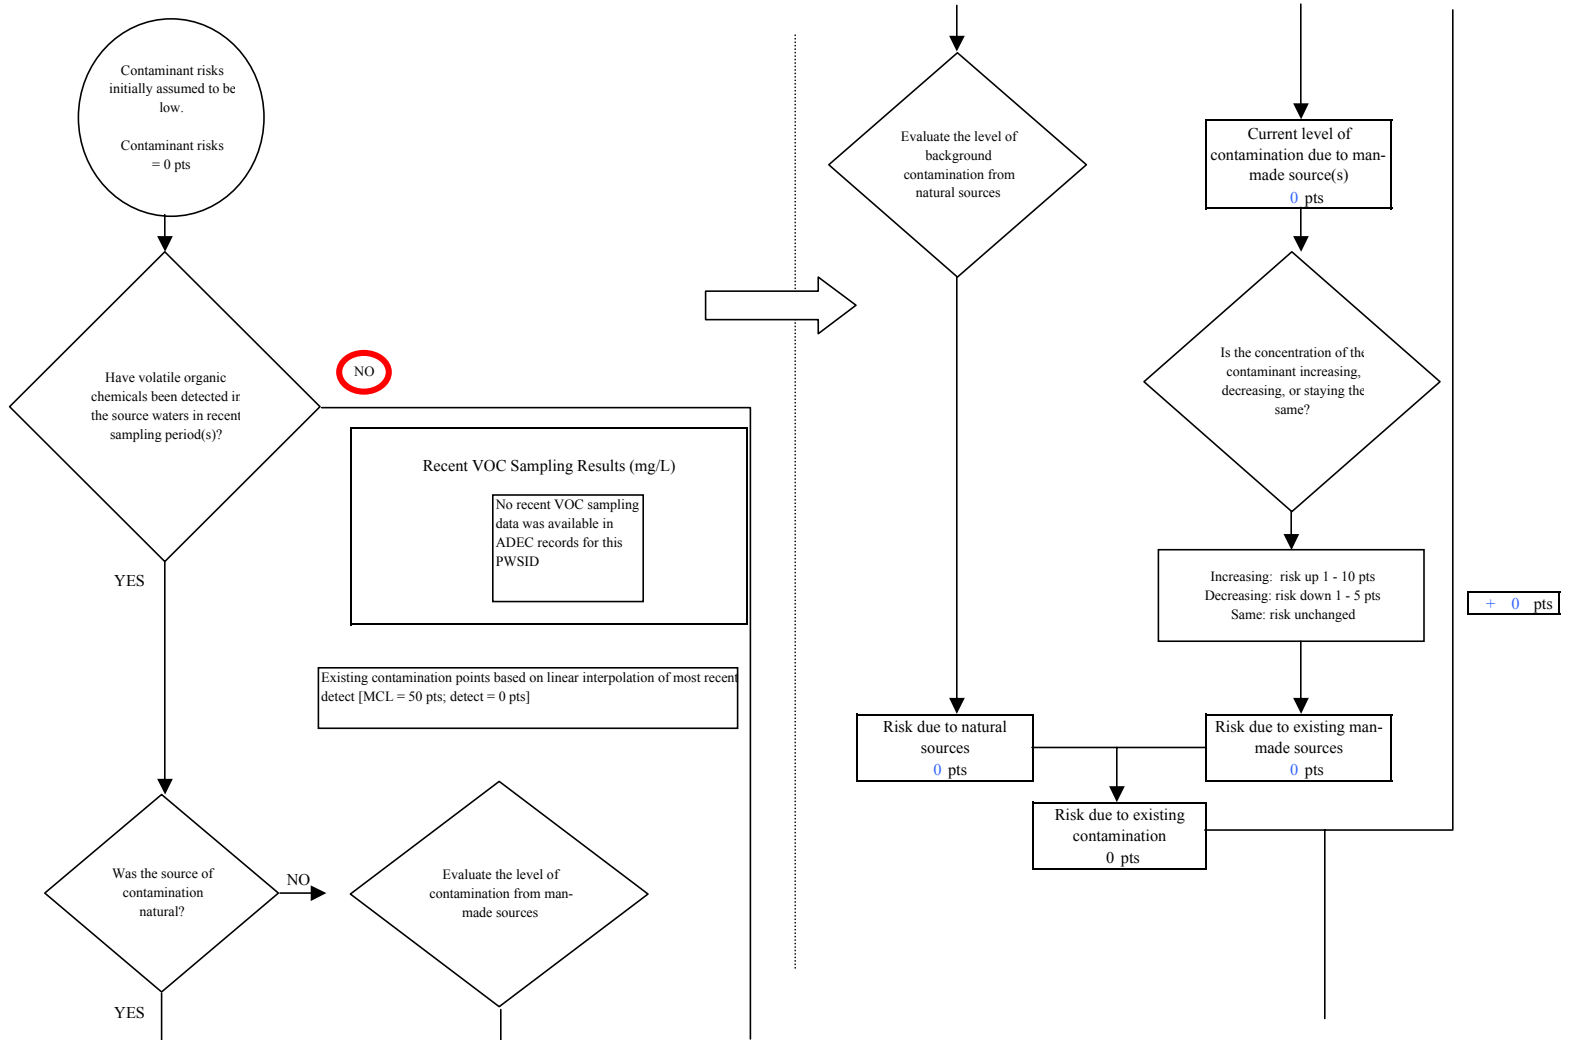 Contaminant risks
initially assumed to be
low.
Contaminant risks
= 0 pts
Have volatile organic
chemicals been detected in
the source waters in recent
sampling period(s)?
NO
Recent VOC Sampling Results (mg/L)
No recent VOC sampling
data was available in
ADEC records for this
PWSID
YES
Existing contamination points based on linear interpolation of most recent
detect [MCL = 50 pts; detect = 0 pts]
Was the source of
contamination
natural?
NO
Evaluate the level of
contamination from man-
made sources
YES
Evaluate the level of
background
contamination from
natural sources
Current level of
contamination due to man-
made source(s)
0 pts
Is the concentration of the
contaminant increasing,
decreasing, or staying the
same?
Increasing: risk up 1 - 10 pts
Decreasing: risk down 1 - 5 pts
Same: risk unchanged
+ 0 pts
Risk due to natural
sources
0 pts
Risk due to existing man-
made sources
0 pts
Risk due to existing
contamination
0 pts